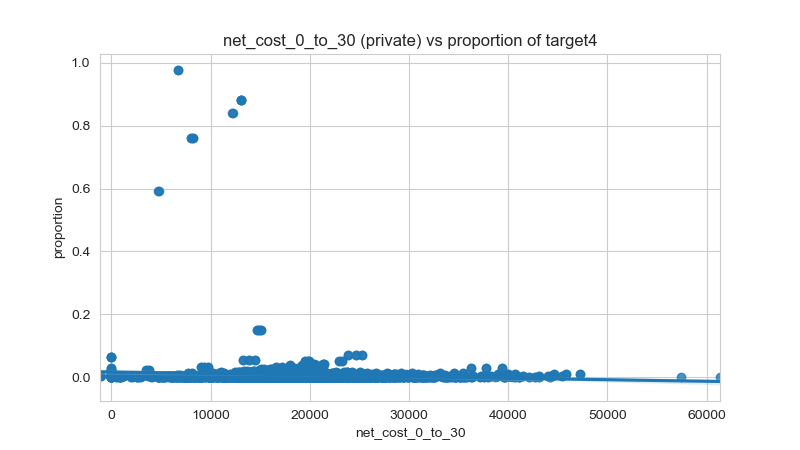 net_cost_0_to_30 (private) vs proportion of target4
1.0
0.8
0.6
0.4
0.2
0.0
proportion
0 10000 20000 30000 40000 50000 60000
net_cost_0_to_30